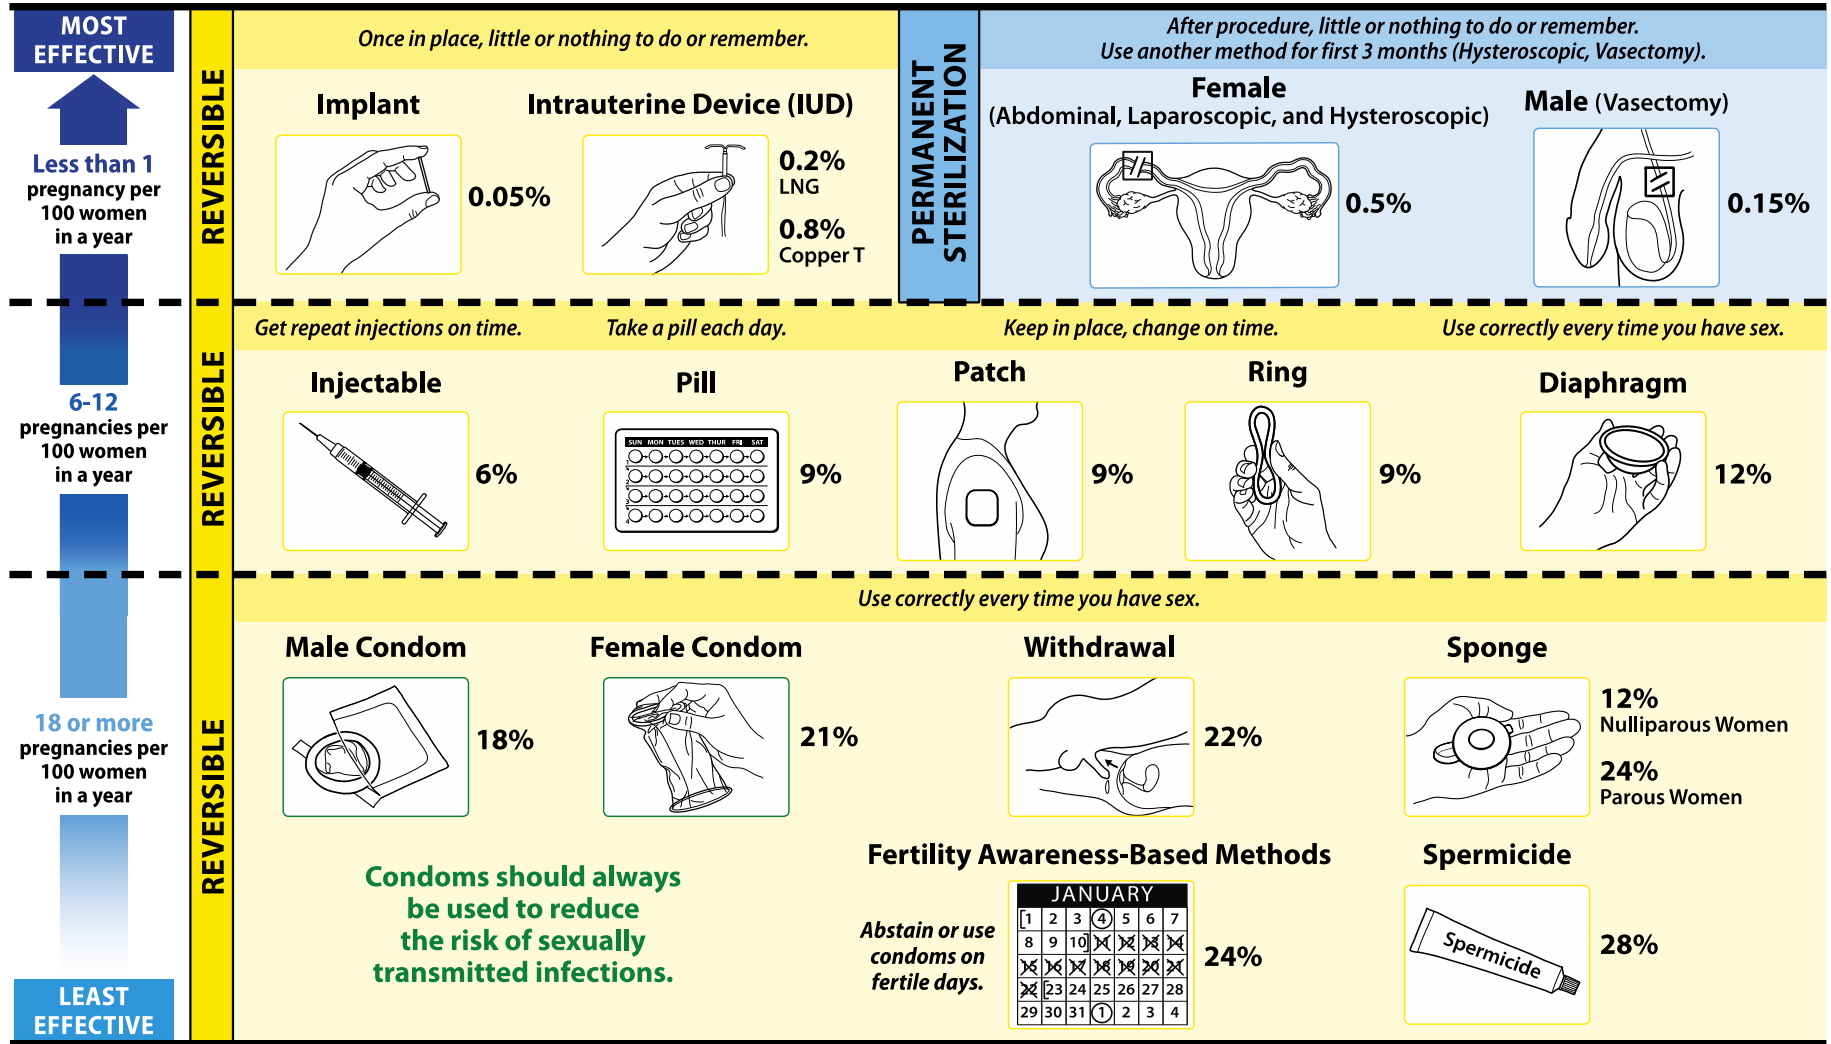 MOST
EFFECTIVE
Less than 1
pregnancy per
100 women
in a year
REVERSIBLE
Once in place, little or nothing to do or remember.
Implant
0.05%
Intrauterine Device (IUD)
0.2%
LNG
0.8%
Copper T
PERMANENT
STERILIZATION
After procedure, little or nothing to do or remember.
Use another method for first 3 months (Hysteroscopic, Vasectomy).
Female
(Abdominal, Laparoscopic, and Hysteroscopic)
0.5%
Male (Vasectomy)
0.15%
6-12
pregnancies per
100 women
in a year
REVERSIBLE
Get repeat injections on time.
Injectable
6%
Take a pill each day.
Pill
SUN MON TUES WED THUR FRI SAT
1
2
3
4
9%
Keep in place, change on time.
Patch
9%
Ring
9%
Use correctly every time you have sex.
Diaphragm
12%
18 or more
pregnancies per
100 women
in a year
LEAST
EFFECTIVE
REVERSIBLE
Use correctly every time you have sex.
Male Condom
18%
Female Condom
21%
Withdrawal
22%
Sponge
12%
Nulliparous Women
24%
Parous Women
Condoms should always
be used to reduce
the risk of sexually
transmitted infections.
Fertility Awareness-Based Methods
Abstain or use
condoms on
fertile days.
JANUARY
[1 2 3 4 5 6 7
8 9 10] 11 12 13 14
15 16 17 18 19 20 21
22 [23 24 25 26 27 28
29 30 31 1 2 3 4
24%
Spermicide
Spermicide
28%